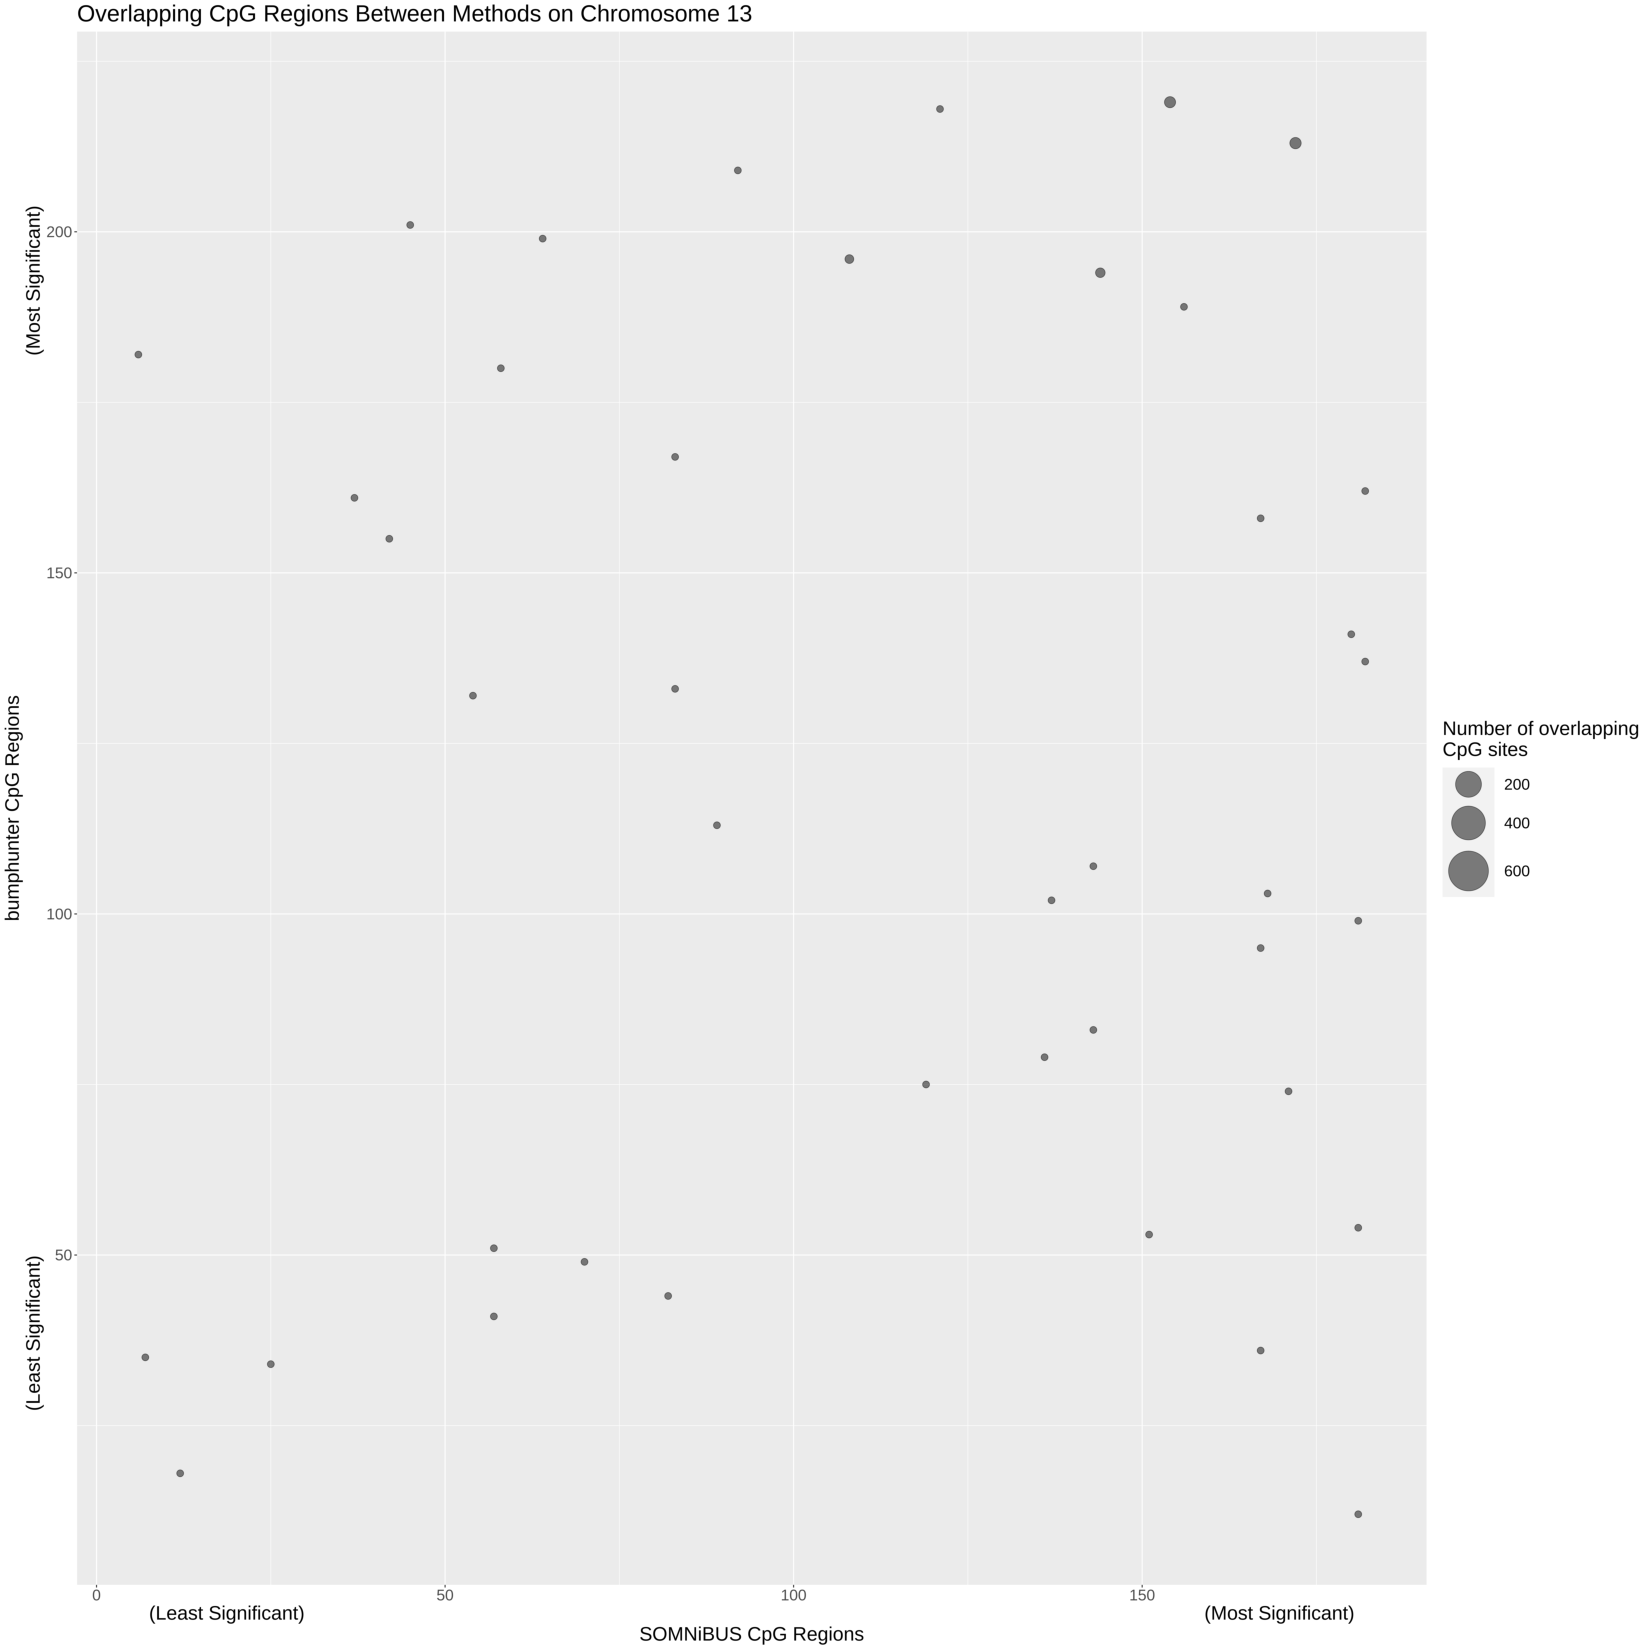 Overlapping CpG Regions Between Methods on Chromosome 13
(Most Significant)
bumphunter CpG Regions
(Least Significant)
200
150
100
50
0
50
100
150
(Least Significant)
(Most Significant)
SOMNiBUS CpG Regions
Number of overlapping
CpG sites
200
400
600